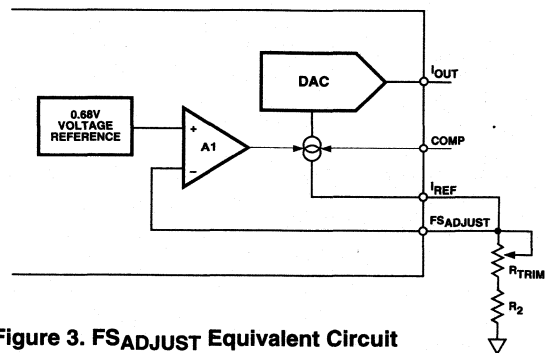 DAC
IOUT
0.68V
VOLTAGE
REFERENCE
+
A1
−
COMP
IREF
FSADJUST
RTRIM
R2
Figure 3. FSADJUST Equivalent Circuit